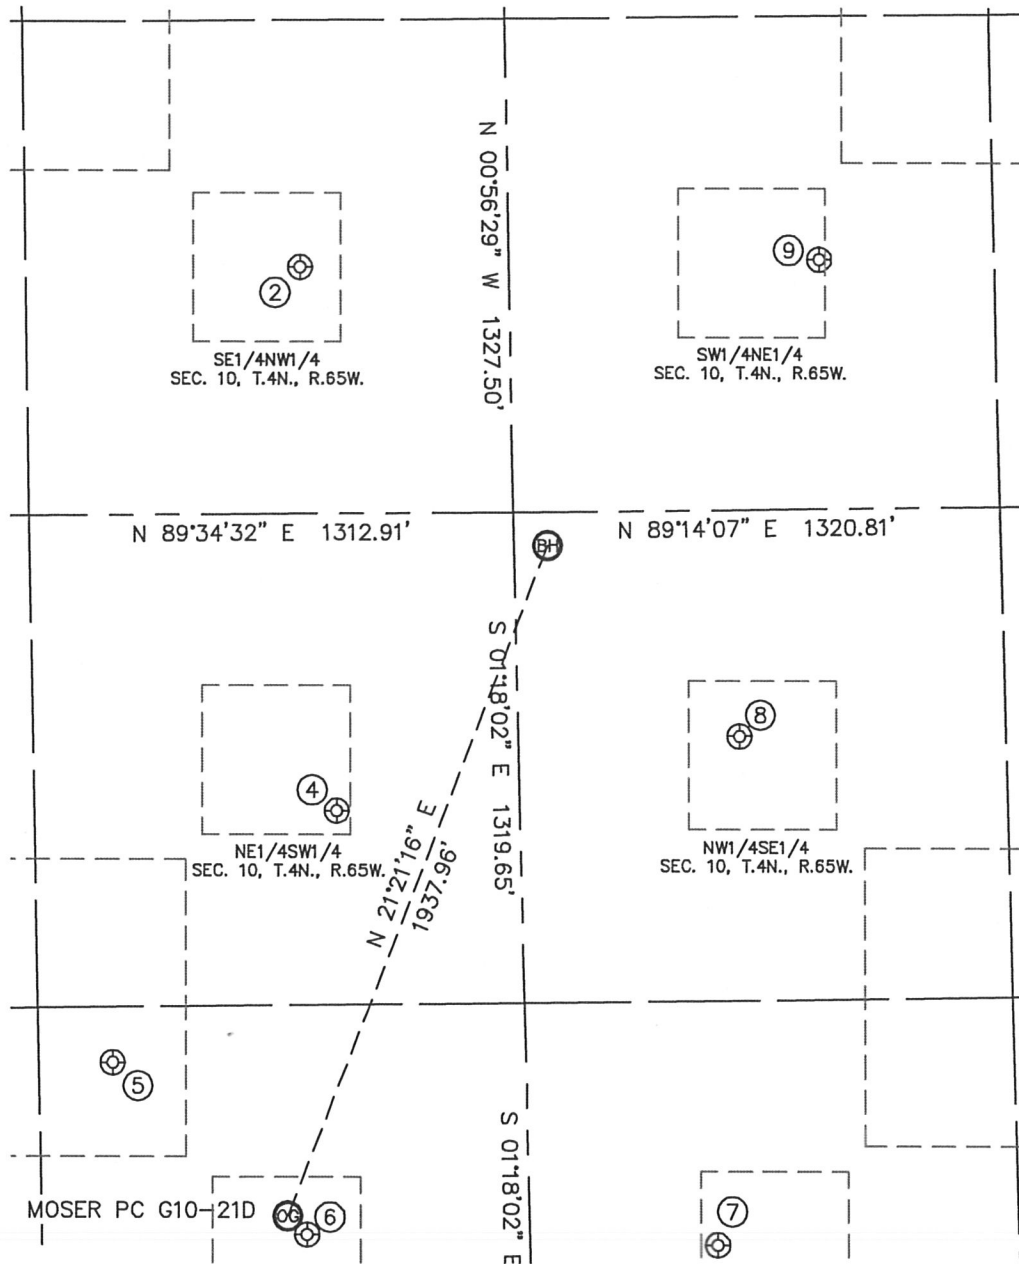 N 00°56'29" W 1327.50'
9
2
SE1/4NW1/4
SEC. 10, T.4N., R.65W.
SW1/4NE1/4
SEC. 10, T.4N., R.65W.
N 89°34'32" E 1312.91'
N 89°14'07" E 1320.81'
BH
S 01°18'02" E 1319.65'
8
4
N 21°21'16" E
1937.96'
NE1/4SW1/4
SEC. 10, T.4N., R.65W.
NW1/4SE1/4
SEC. 10, T.4N., R.65W.
5
S 01°18'02" E
MOSER PC G10-21D
OG
6
7